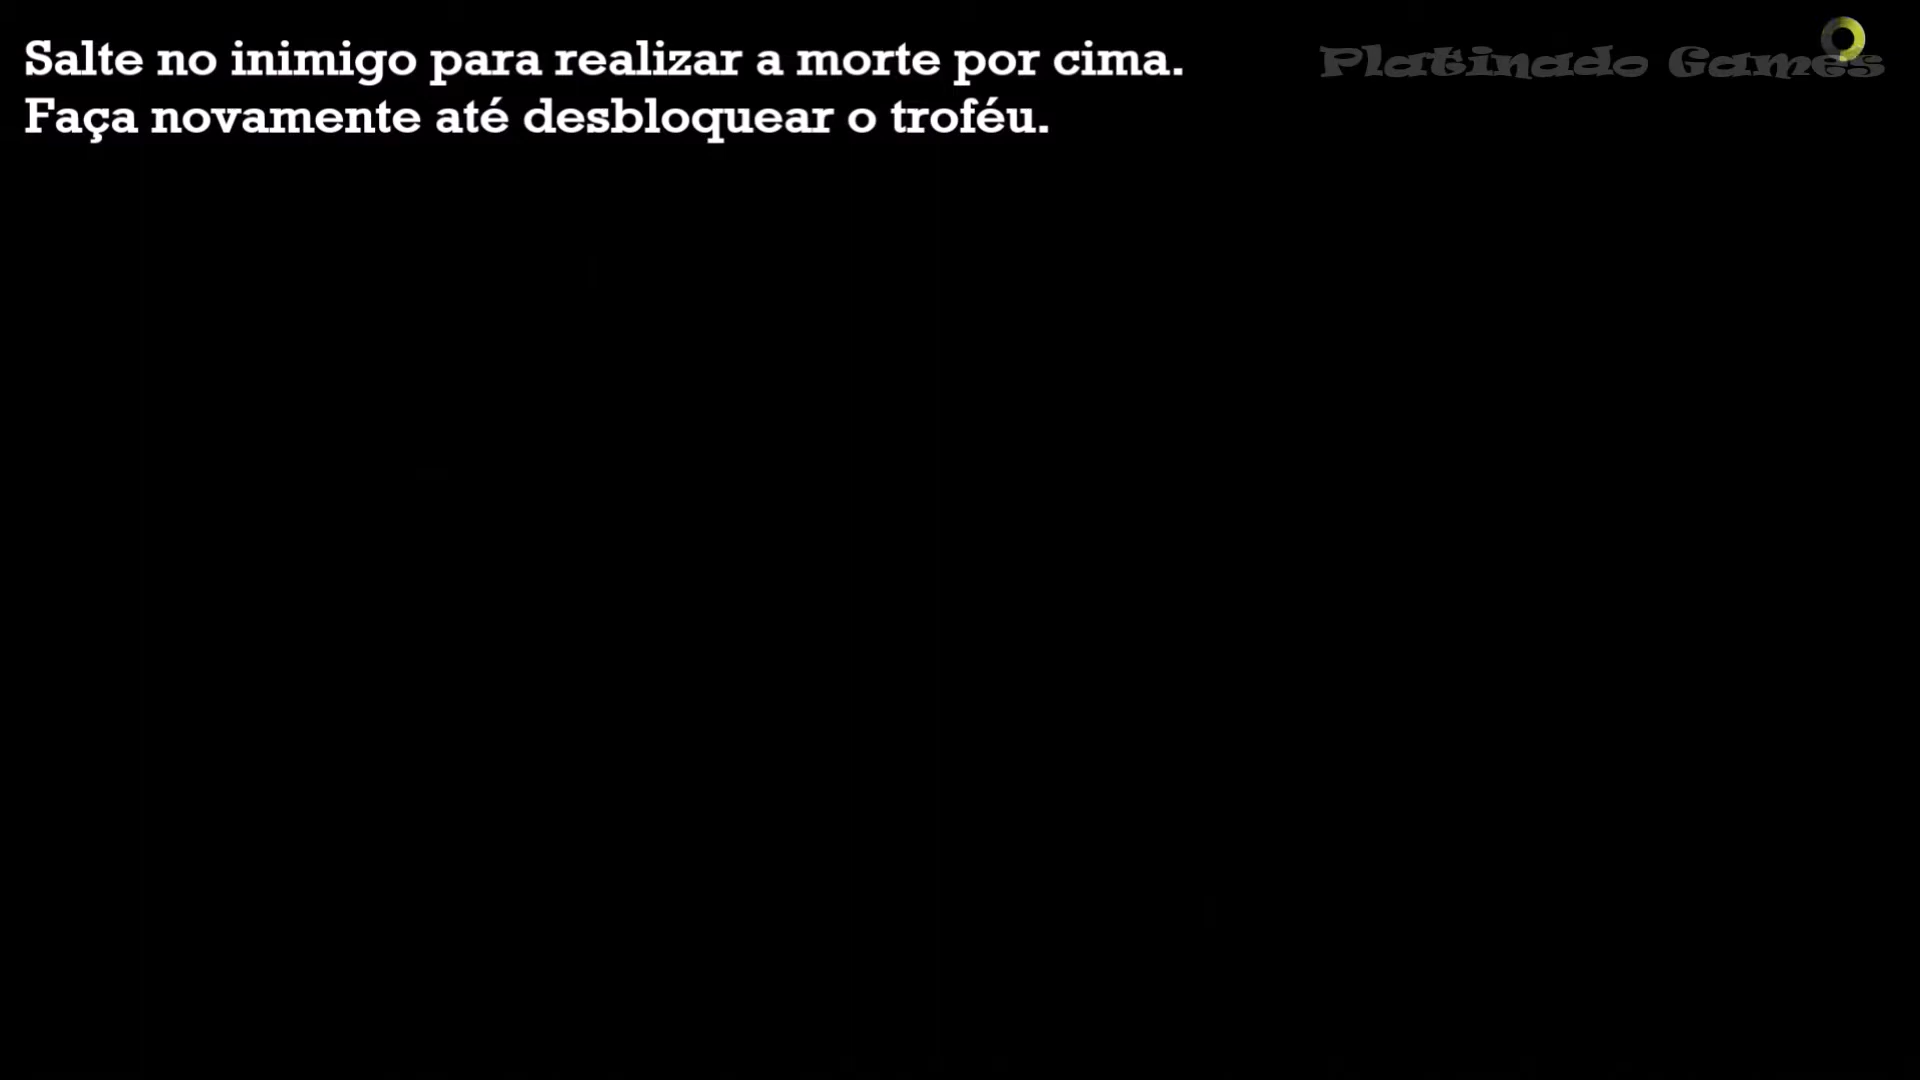 Salte no inimigo para realizar a morte por cima.
Faça novamente até desbloquear o troféu.
Platinado Games